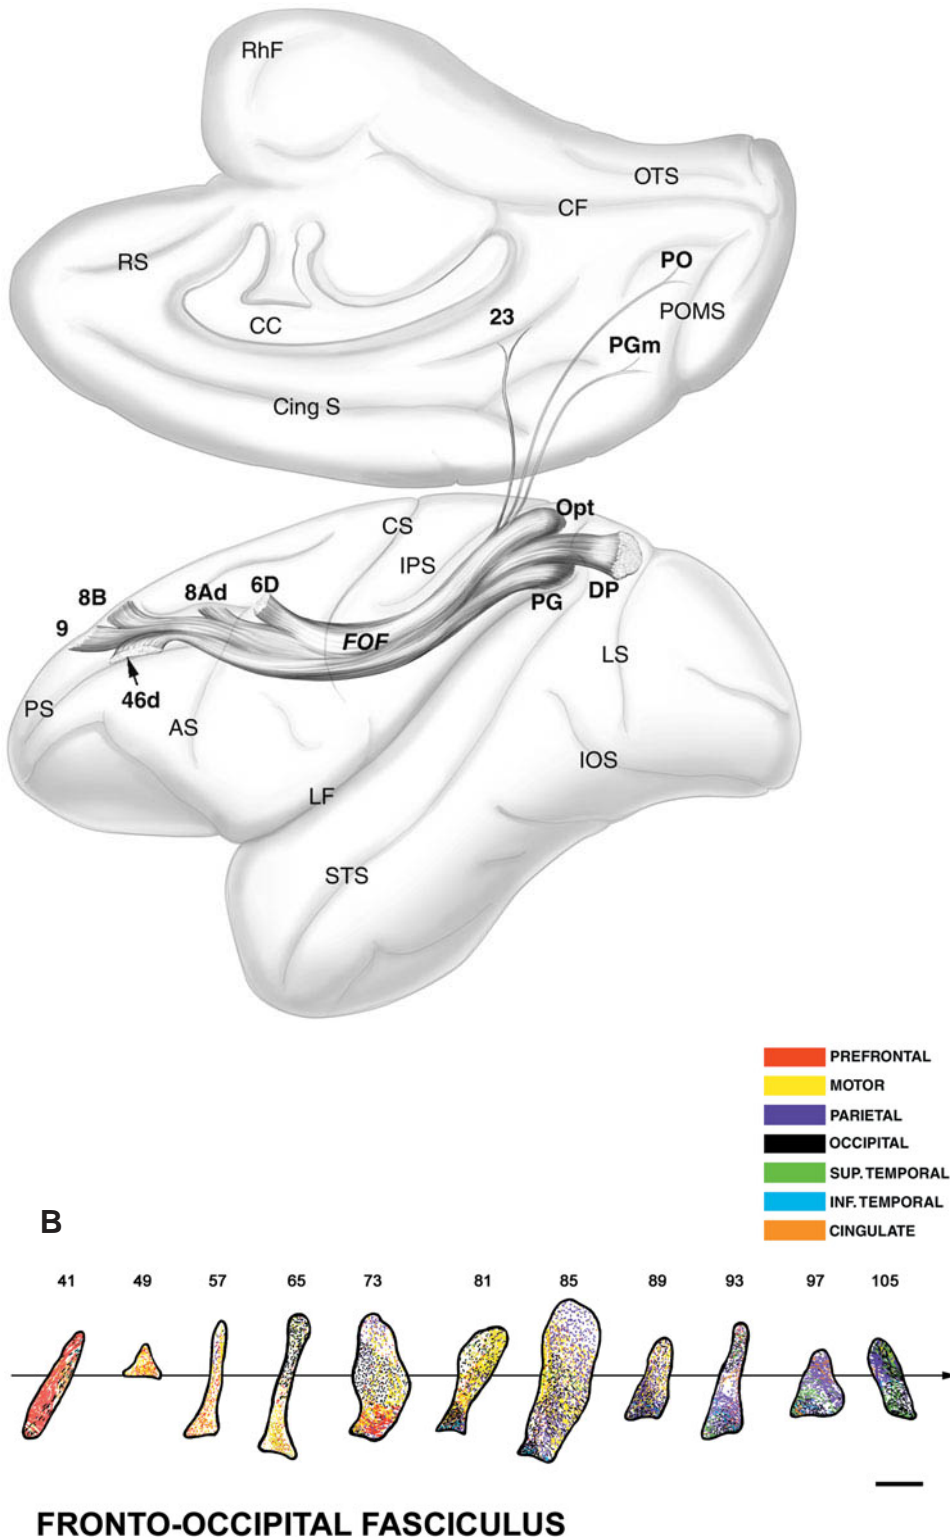 RhF
OTS
CF
RS
PO
CC
23
POMS
PGm
Cing S
Opt
CS
IPS
8B
8Ad
6D
PG
DP
9
FOF
LS
46d
PS
AS
IOS
LF
STS
PREFRONTAL
MOTOR
PARIETAL
OCCIPITAL
SUP. TEMPORAL
INF. TEMPORAL
CINGULATE
B
41 49 57 65 73 81 85 89 93 97 105
FRONTO-OCCIPITAL FASCICULUS